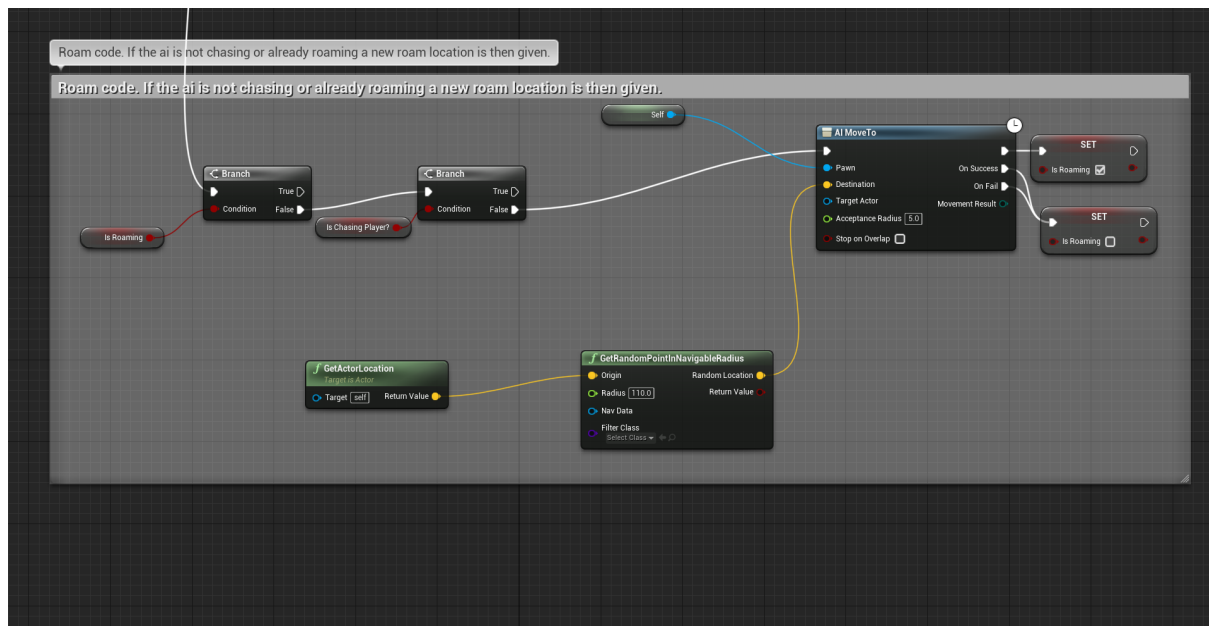 Roam code. If the ai is not chasing or already roaming a new roam location is then given.
Roam code. If the ai is not chasing or already roaming a new roam location is then given.
Self
AI MoveTo
Pawn
On Success
Destination
On Fail
Target Actor
Movement Result
Acceptance Radius 5.0
Stop on Overlap
SET
Is Roaming
SET
Is Roaming
Branch
True
Condition
False
Branch
True
Condition
False
Is Roaming
Is Chasing Player?
GetActorLocation
Target is Actor
Target self
Return Value
GetRandomPointInNavigableRadius
Origin
Random Location
Radius 110.0
Return Value
Nav Data
Filter Class
Select Class